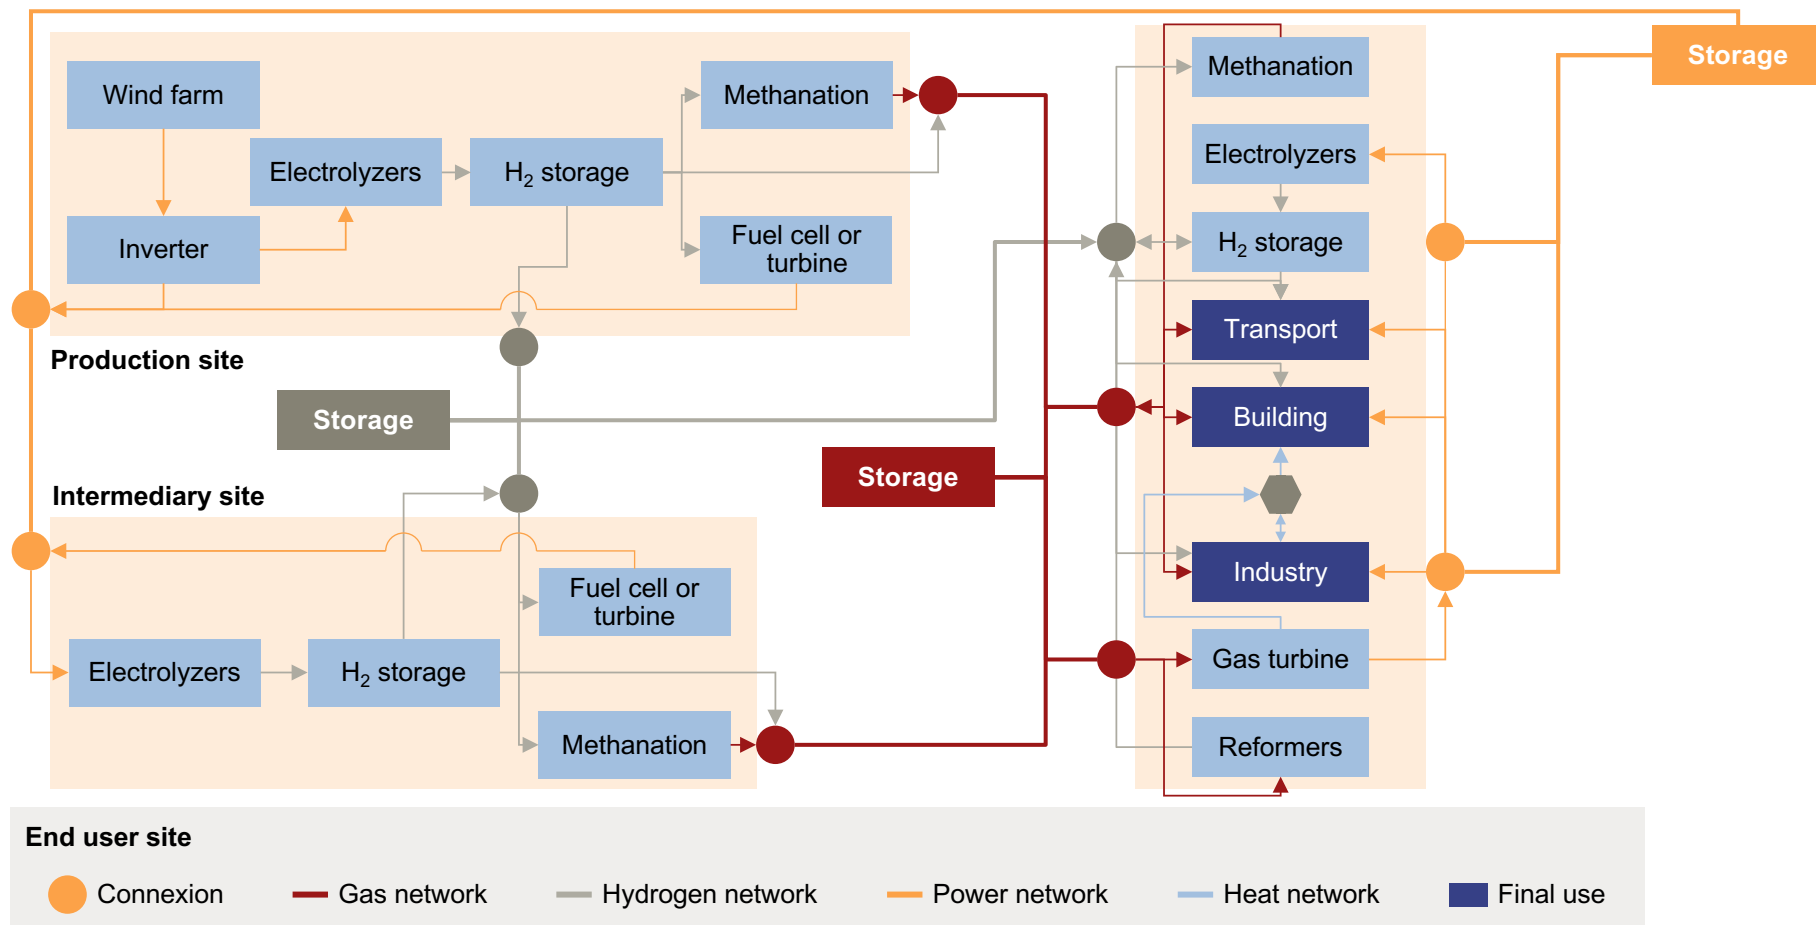 Wind farm
Inverter
Electrolyzers
H₂ storage
Methanation
Fuel cell or
turbine
Production site
Storage
Intermediary site
Electrolyzers
H₂ storage
Fuel cell or
turbine
Methanation
Storage
Methanation
Electrolyzers
H₂ storage
Transport
Building
Industry
Gas turbine
Reformers
Storage
End user site
Connexion
Gas network
Hydrogen network
Power network
Heat network
Final use